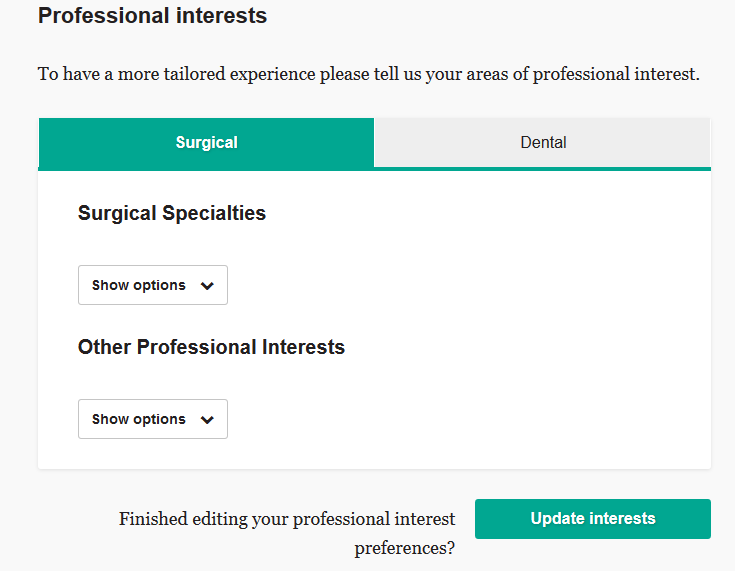 Professional interests
To have a more tailored experience please tell us your areas of professional interest.
Surgical
Dental
Surgical Specialties
Show options
Other Professional Interests
Show options
Finished editing your professional interest
preferences?
Update interests